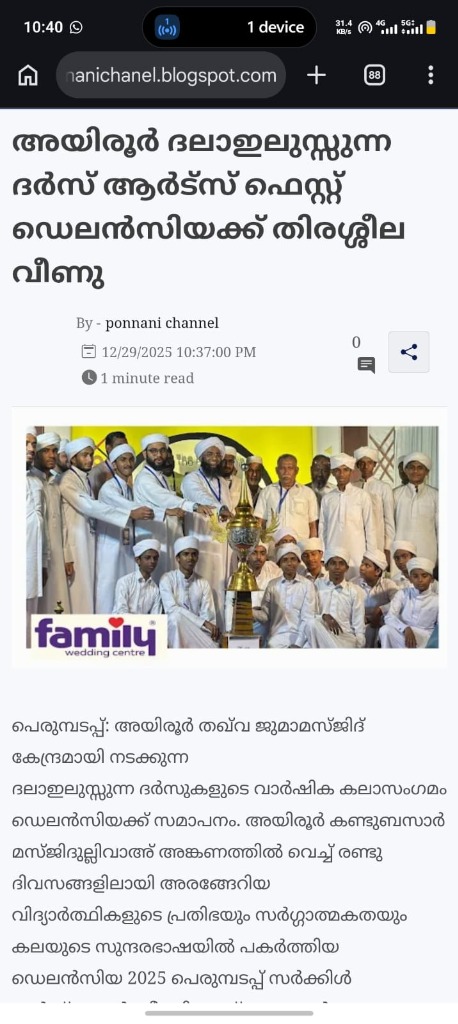 10:40
1 device
31.4 KB/s 4G 5G
nanichanel.blogspot.com
88
അയിരൂർ ദലാഇലുസ്സുന്ന
ദർസ് ആർട്സ് ഫെസ്റ്റ്
ഡെലൻസിയക്ക് തിരശ്ശീല
വീണു
By - ponnani channel
12/29/2025 10:37:00 PM
0
1 minute read
family
wedding centre
പെരുമ്പടപ്പ്: അയിരൂർ തഖ്‌വ ജുമാമസ്ജിദ്
കേന്ദ്രമായി നടക്കുന്ന
ദലാഇലുസ്സുന്ന ദർസുകളുടെ വാർഷിക കലാസംഗമം
ഡെലൻസിയക്ക് സമാപനം. അയിരൂർ കണ്ടുബസാർ
മസ്ജിദുല്ലിവാഅ് അങ്കണത്തിൽ വെച്ച് രണ്ടു
ദിവസങ്ങളിലായി അരങ്ങേറിയ
വിദ്യാർത്ഥികളുടെ പ്രതിഭയും സർഗ്ഗാത്മകതയും
കലയുടെ സുന്ദരഭാഷയിൽ പകർത്തിയ
ഡെലൻസിയ 2025 പെരുമ്പടപ്പ് സർക്കിൾ